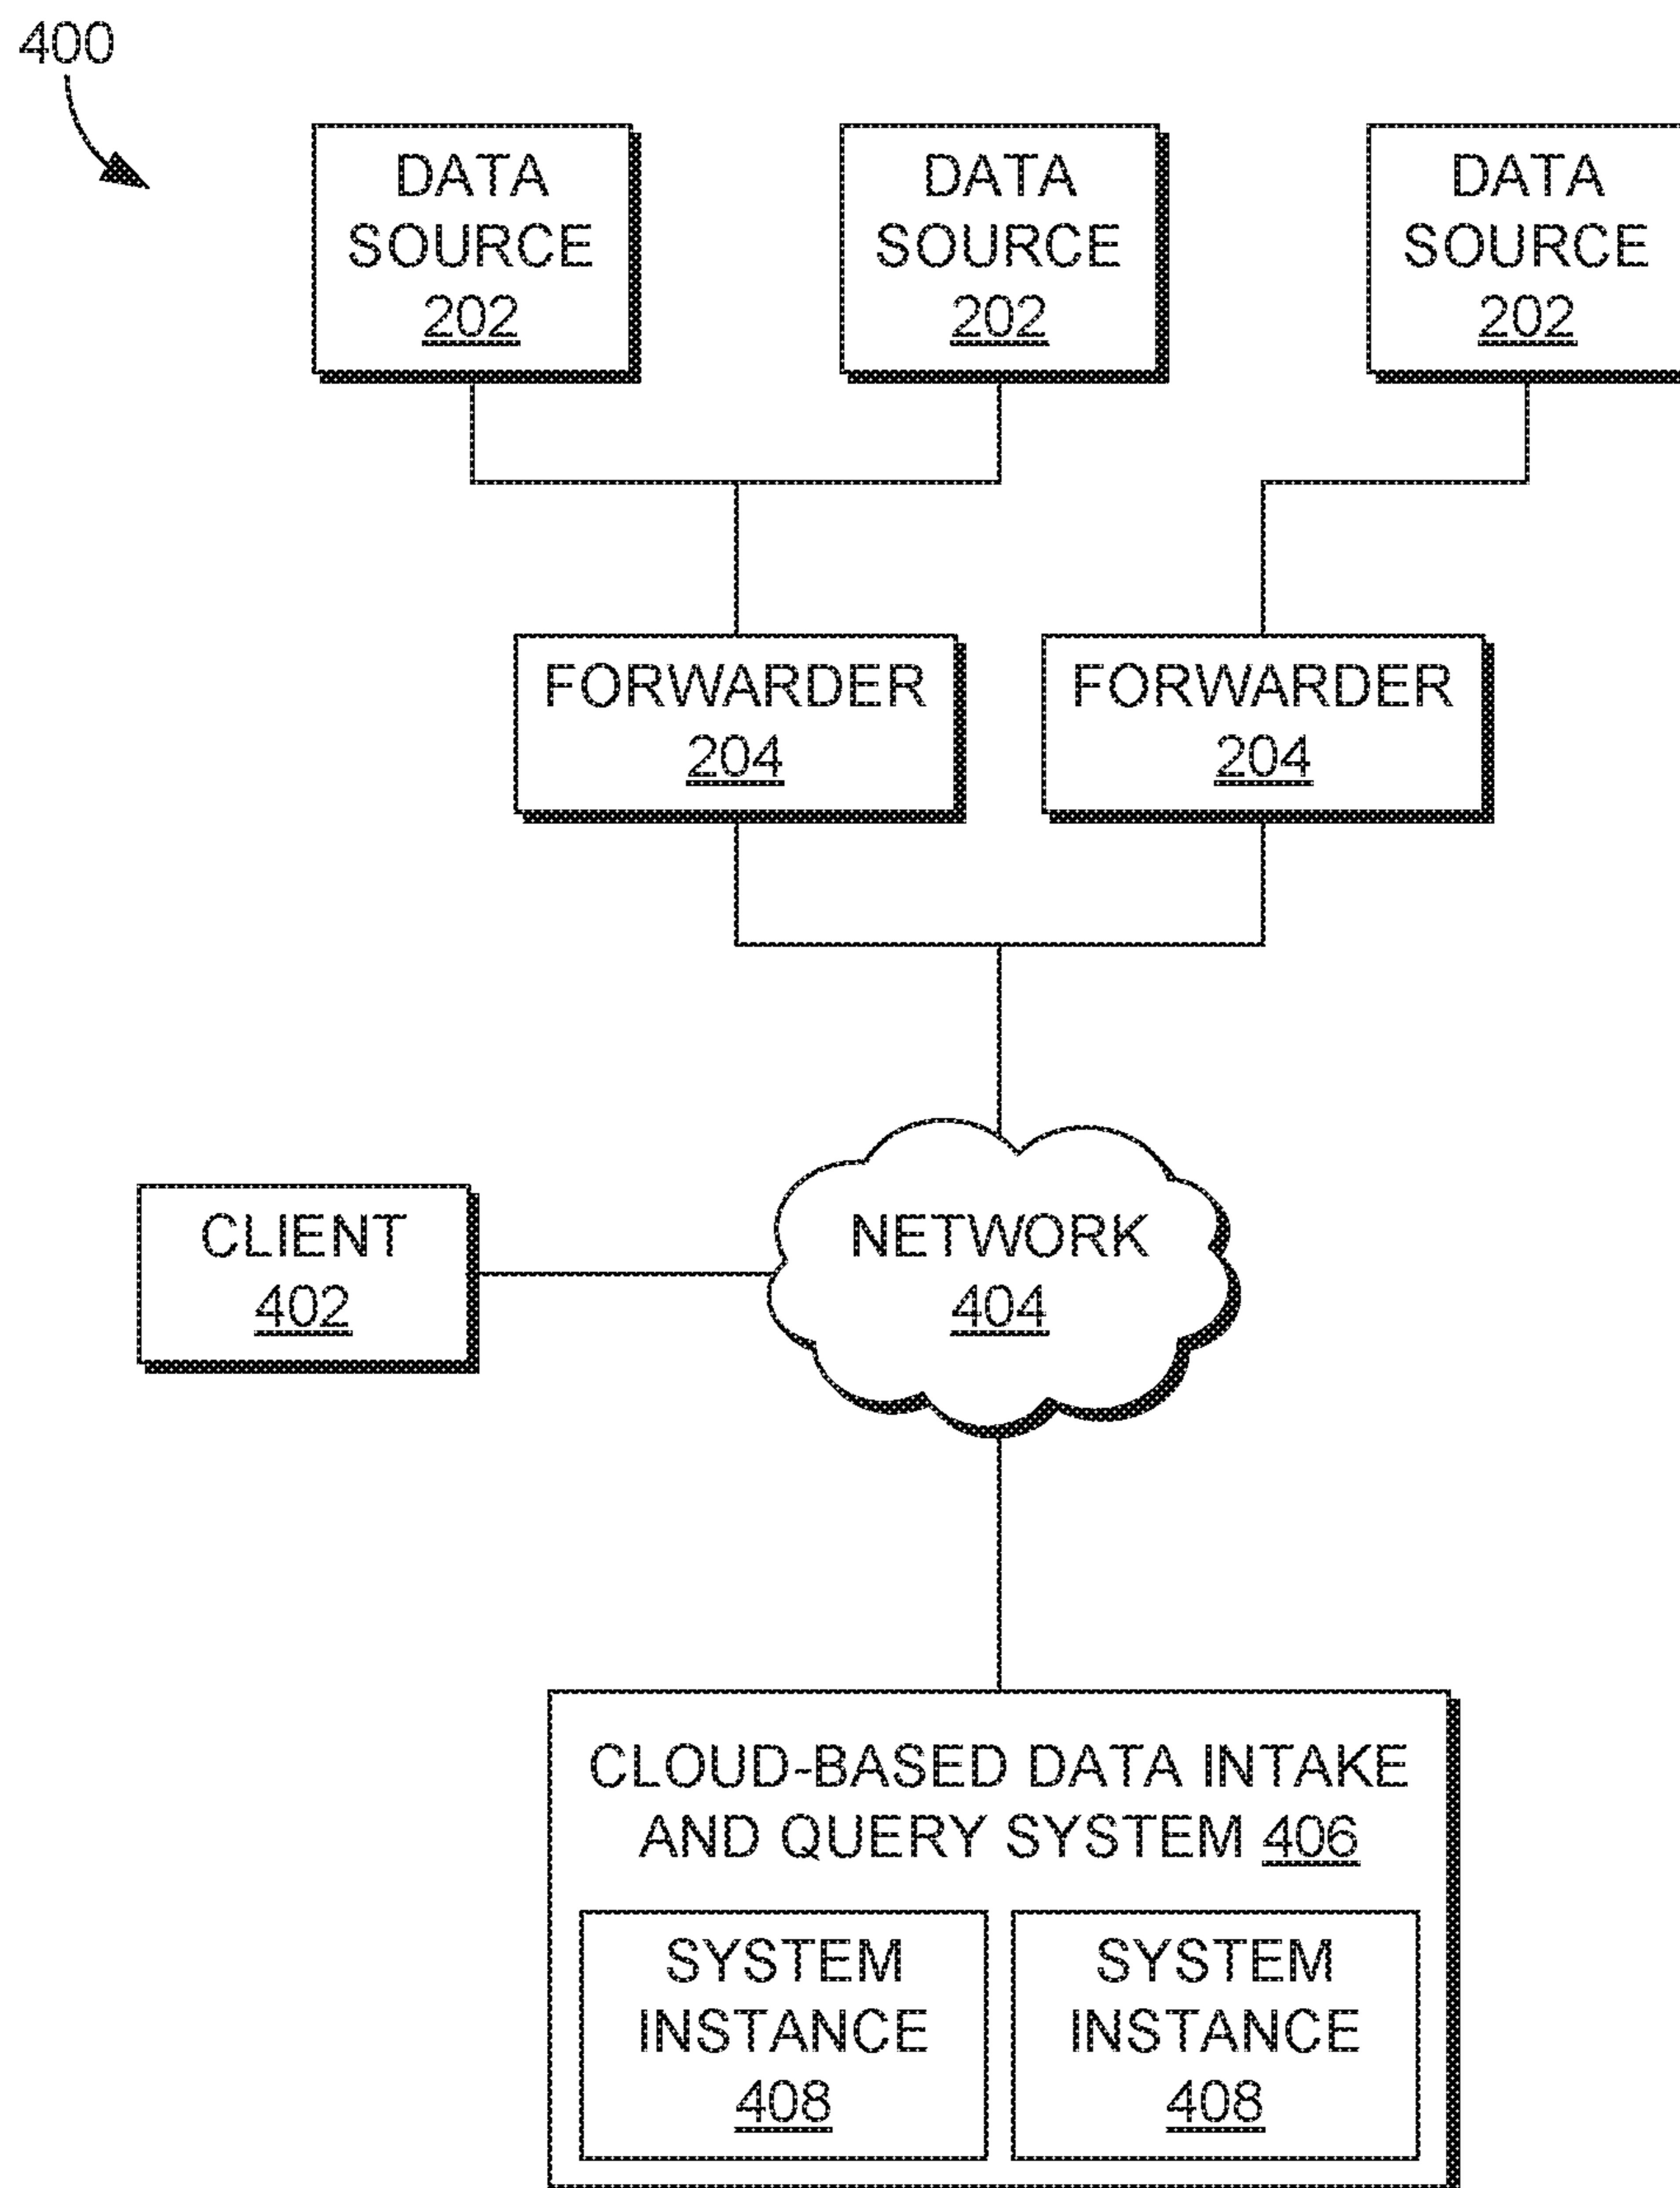 400
DATA
SOURCE
202
DATA
SOURCE
202
DATA
SOURCE
202
FORWARDER
204
FORWARDER
204
CLIENT
402
NETWORK
404
CLOUD-BASED DATA INTAKE
AND QUERY SYSTEM 406
SYSTEM
INSTANCE
408
SYSTEM
INSTANCE
408